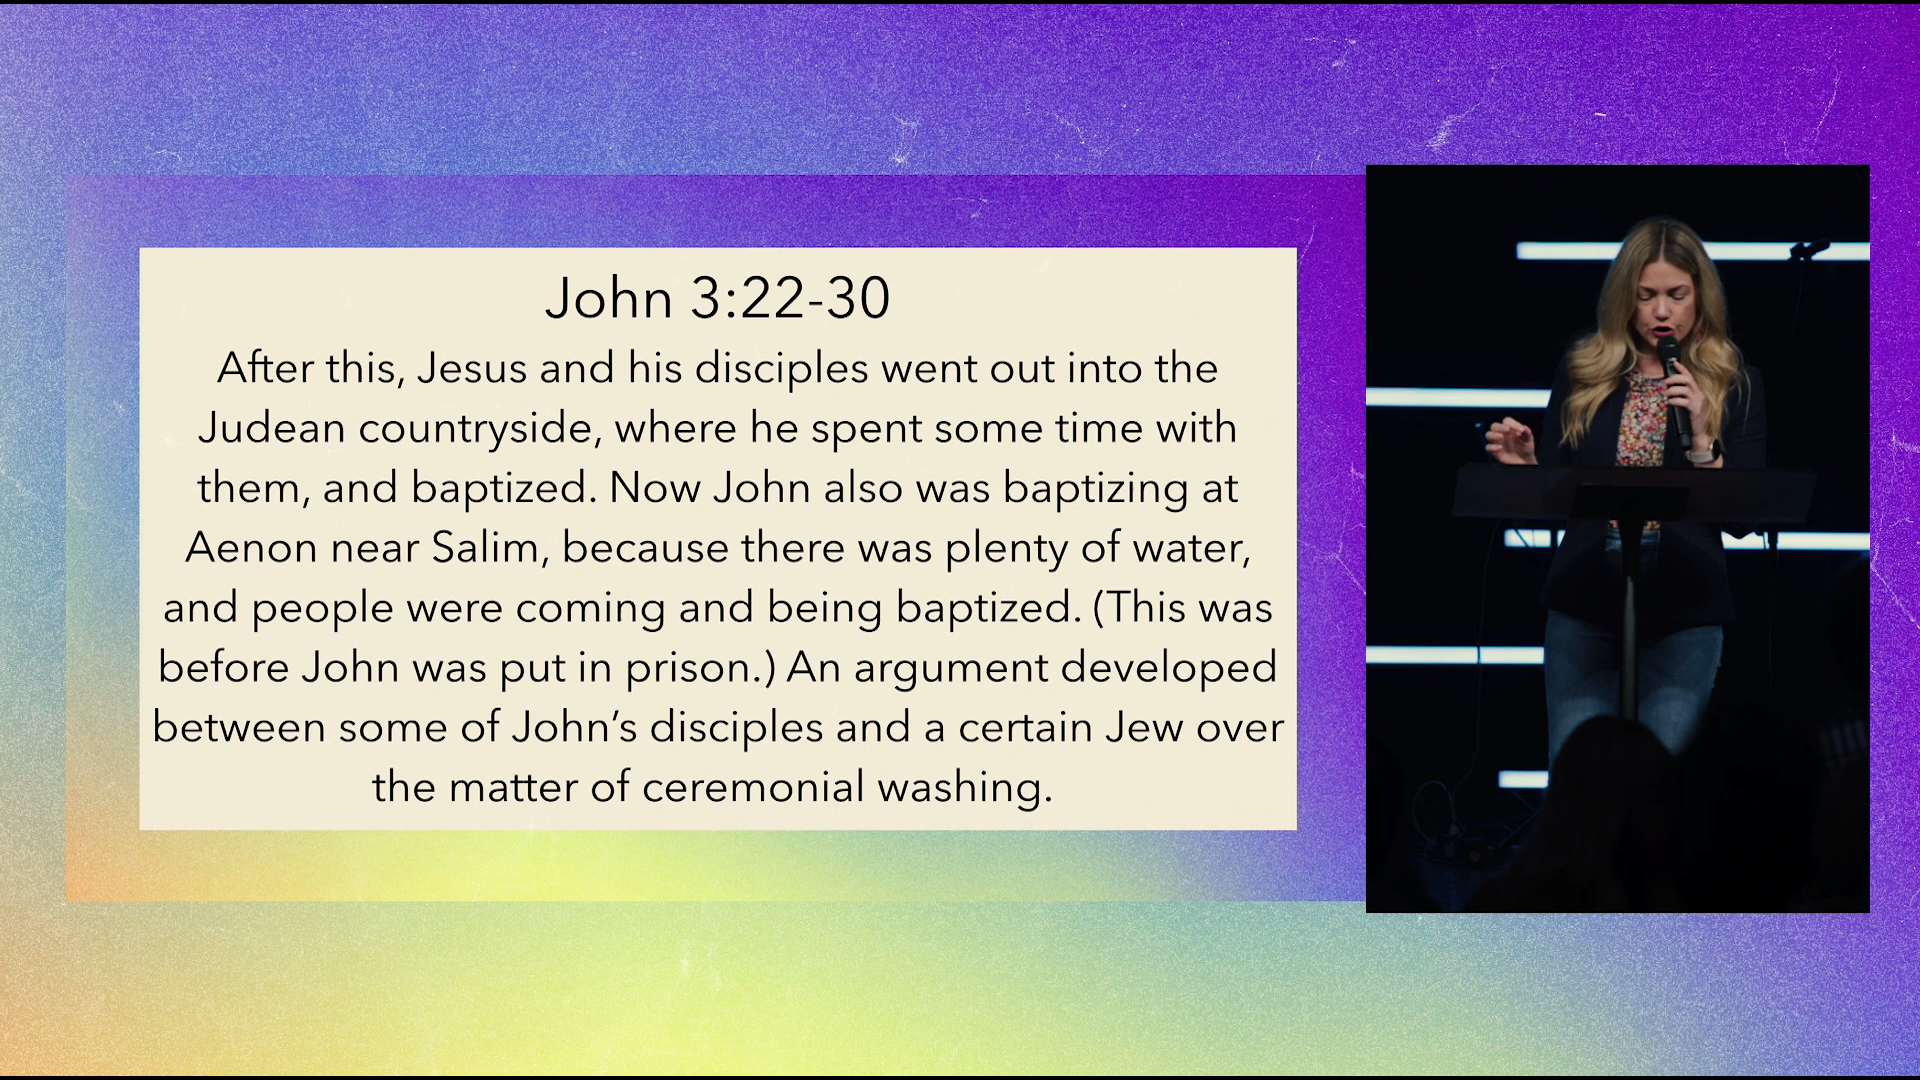 John 3:22-30
After this, Jesus and his disciples went out into the
Judean countryside, where he spent some time with
them, and baptized. Now John also was baptizing at
Aenon near Salim, because there was plenty of water,
and people were coming and being baptized. (This was
before John was put in prison.) An argument developed
between some of John’s disciples and a certain Jew over
the matter of ceremonial washing.